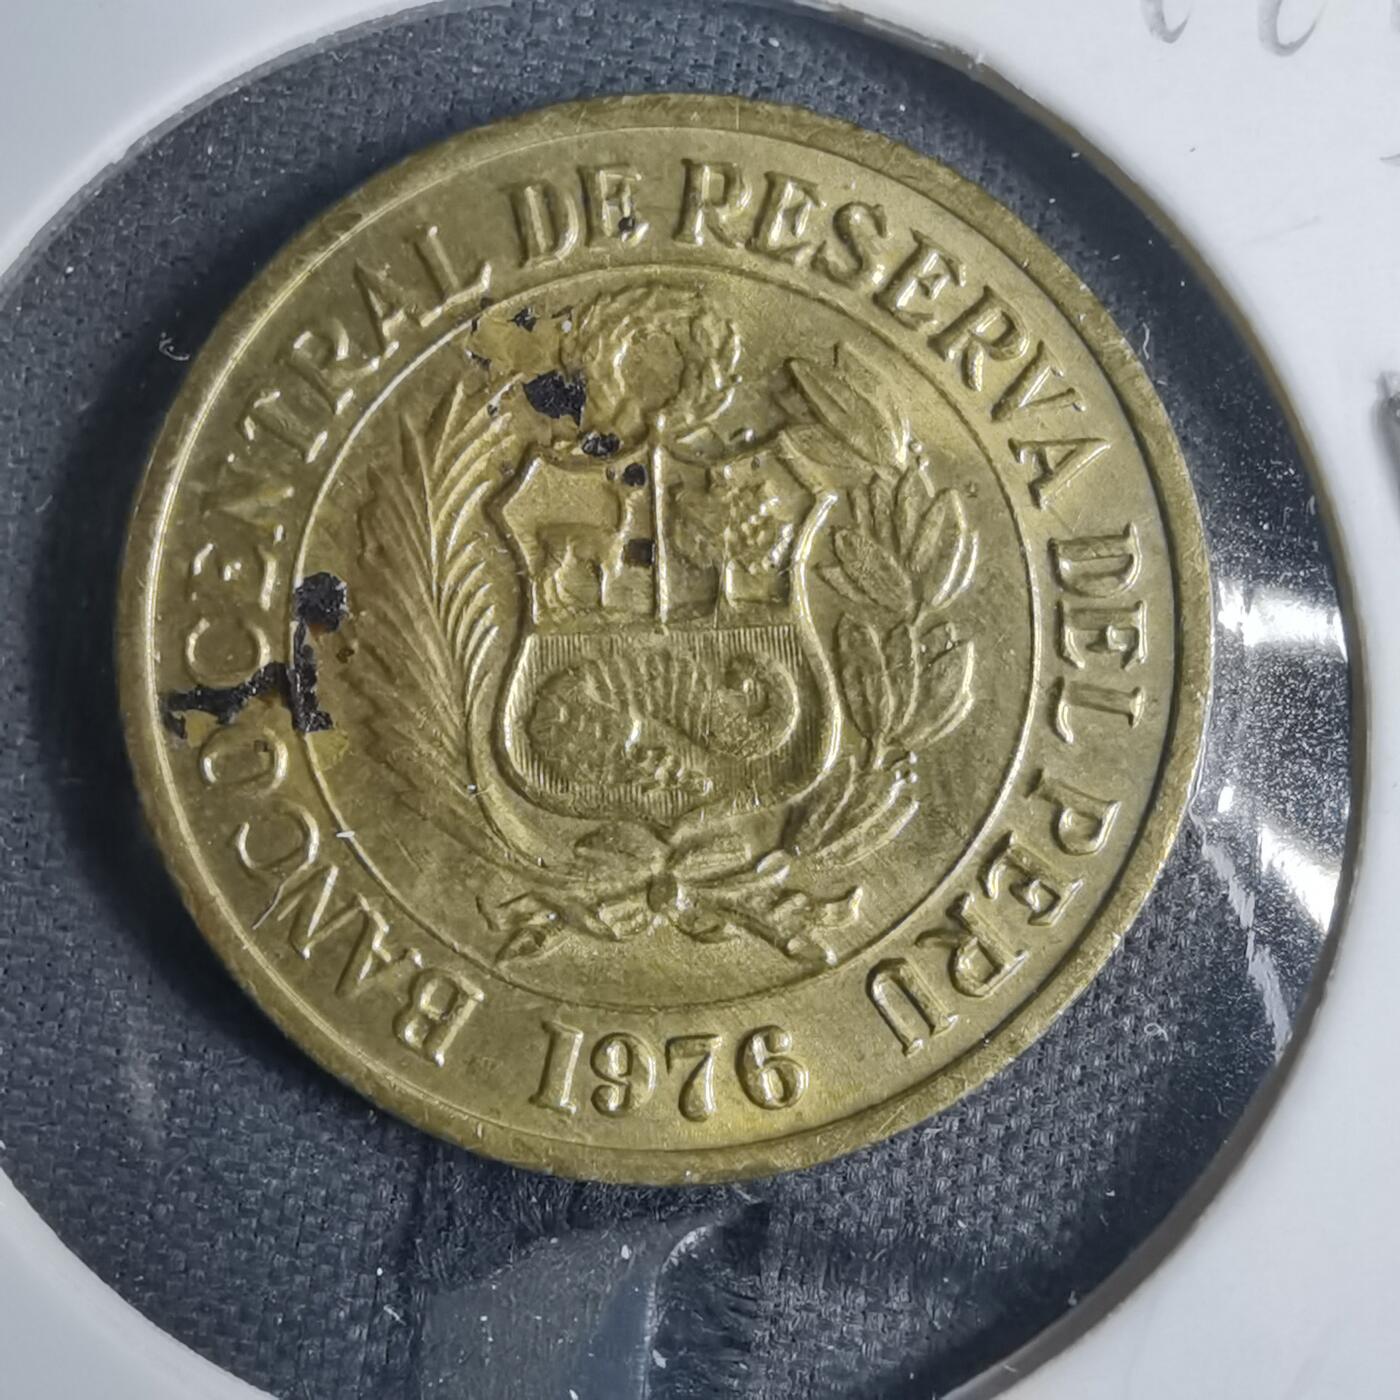 BANCO CENTRAL DE RESERVA DEL PERU
1976